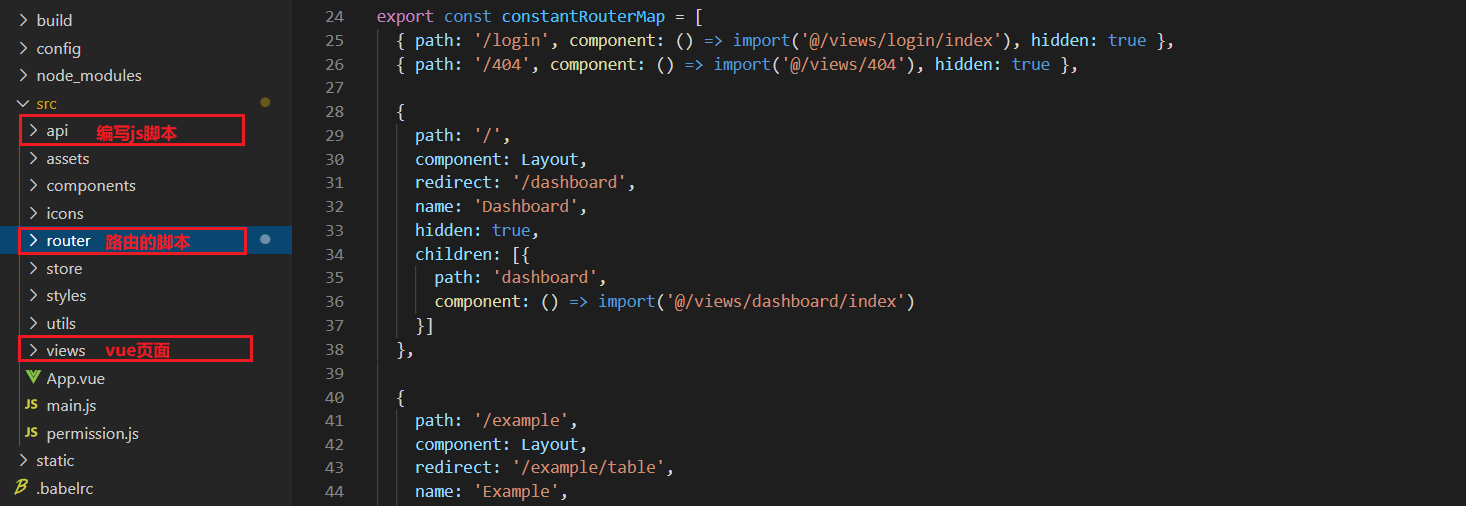 build
config
node_modules
src
api 编写js脚本
assets
components
icons
router 路由的脚本
store
styles
utils
views vue页面
App.vue
JS main.js
JS permission.js
static
.babelrc
24 export const constantRouterMap = [
25 { path: '/login', component: () => import('@/views/login/index'), hidden: true },
26 { path: '/404', component: () => import('@/views/404'), hidden: true },
27
28 {
29 path: '/',
30 component: Layout,
31 redirect: '/dashboard',
32 name: 'Dashboard',
33 hidden: true,
34 children: [{
35 path: 'dashboard',
36 component: () => import('@/views/dashboard/index')
37 }]
38 },
39
40 {
41 path: '/example',
42 component: Layout,
43 redirect: '/example/table',
44 name: 'Example',